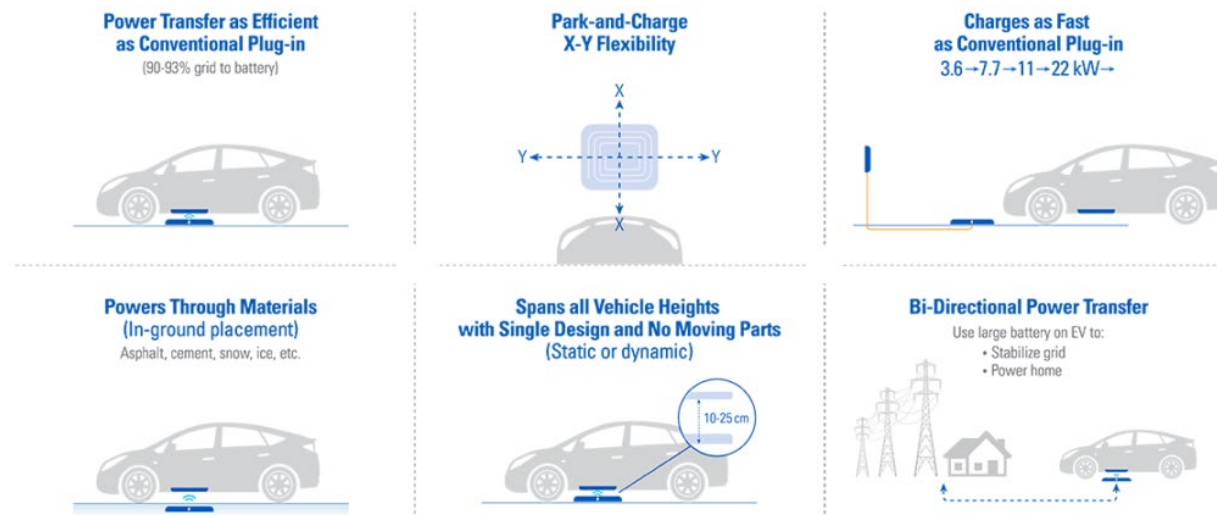 Power Transfer as Efficient
as Conventional Plug-in
(90-93% grid to battery)
Park-and-Charge
X-Y Flexibility
X
Y
Y
X
Charges as Fast
as Conventional Plug-in
3.6→7.7→11→22 kW→
Powers Through Materials
(In-ground placement)
Asphalt, cement, snow, ice, etc.
Spans all Vehicle Heights
with Single Design and No Moving Parts
(Static or dynamic)
10-25 cm
Bi-Directional Power Transfer
Use large battery on EV to:
• Stabilize grid
• Power home